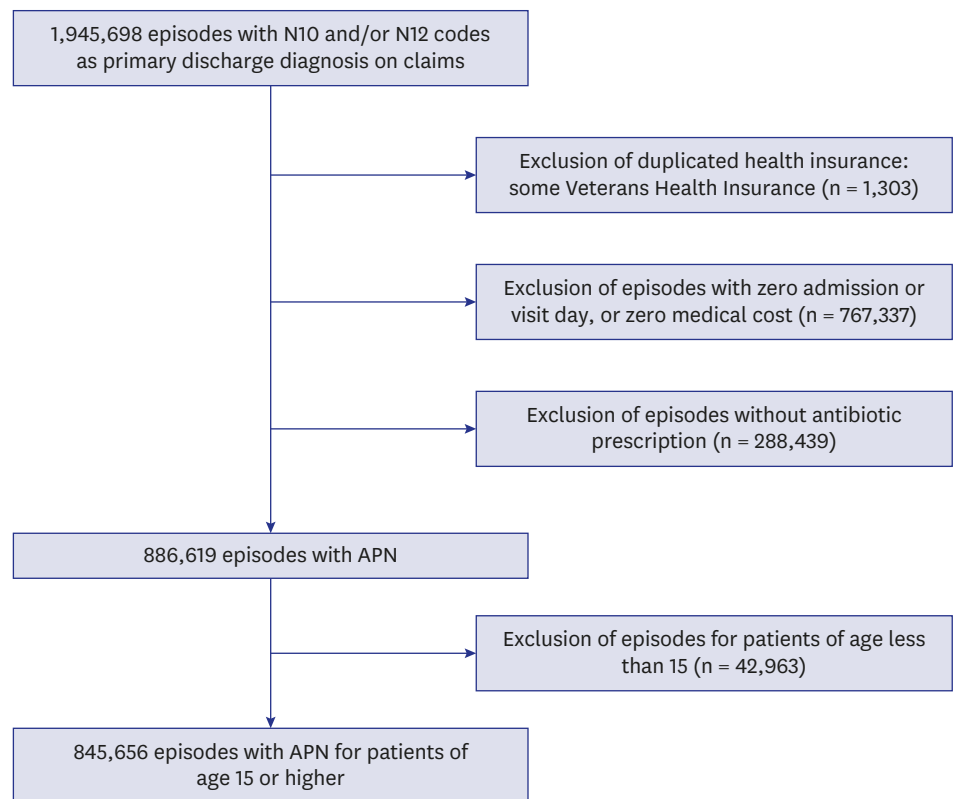 1,945,698 episodes with N10 and/or N12 codes
as primary discharge diagnosis on claims
Exclusion of duplicated health insurance:
some Veterans Health Insurance (n = 1,303)
Exclusion of episodes with zero admission or
visit day, or zero medical cost (n = 767,337)
Exclusion of episodes without antibiotic
prescription (n = 288,439)
886,619 episodes with APN
Exclusion of episodes for patients of age less
than 15 (n = 42,963)
845,656 episodes with APN for patients of
age 15 or higher